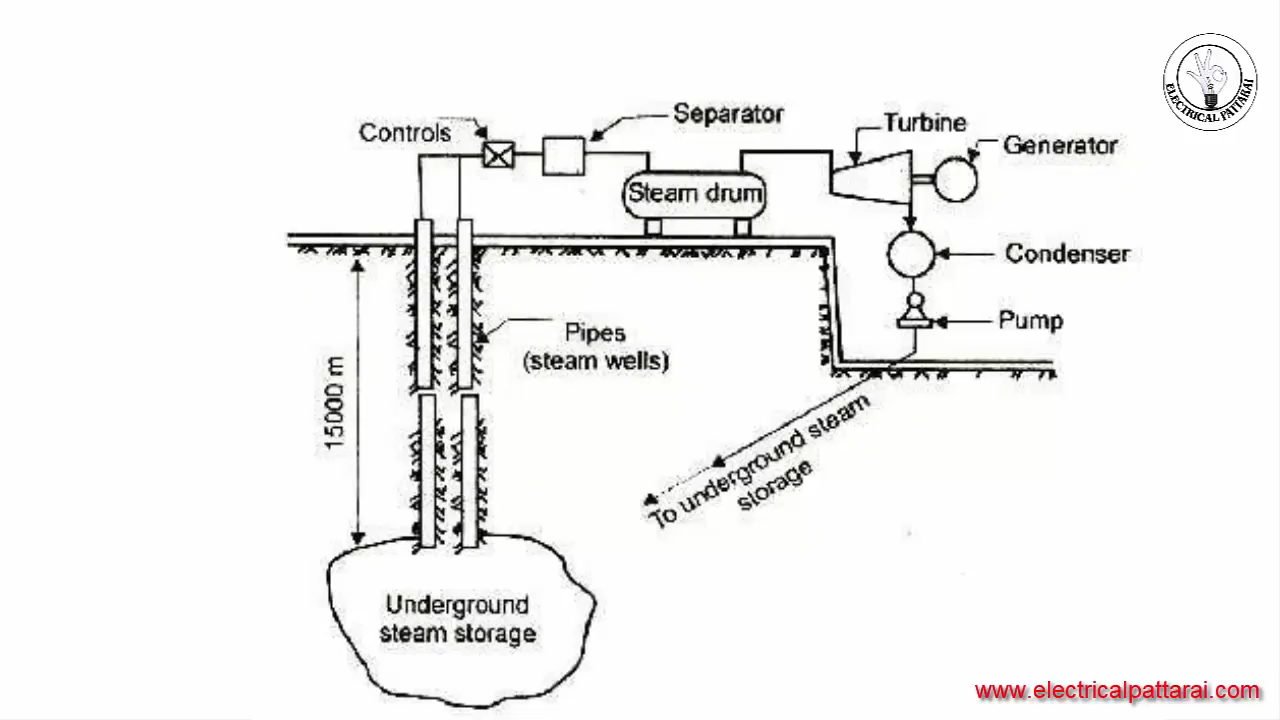 ELECTRICAL PATTARAI
Separator
Controls
Turbine
Generator
Steam drum
Condenser
Pump
Pipes
(steam wells)
15000 m
To underground steam
storage
Underground
steam storage
www.electricalpattarai.com